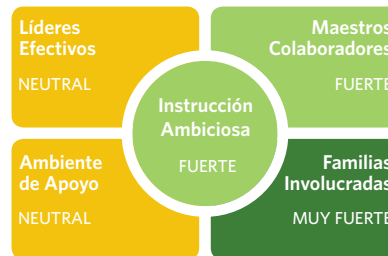 Líderes
Efectivos
NEUTRAL
Maestros
Colaboradores
FUERTE
Instrucción
Ambiciosa
FUERTE
Ambiente
de Apoyo
NEUTRAL
Familias
Involucradas
MUY FUERTE